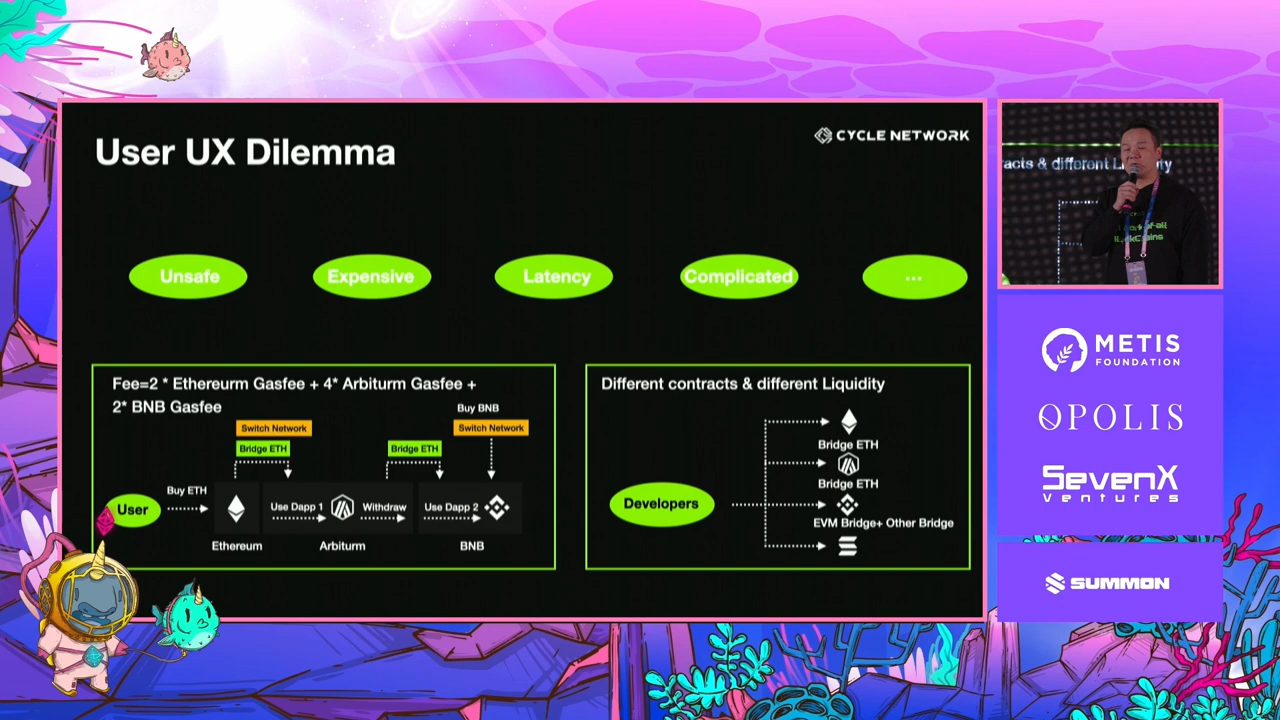 User UX Dilemma
CYCLE NETWORK
Unsafe
Expensive
Latency
Complicated
...
Fee=2 * Ethereurm Gasfee + 4* Arbiturm Gasfee +
2* BNB Gasfee
Buy BNB
Switch Network
Switch Network
Bridge ETH
Bridge ETH
Buy ETH
User
Use Dapp 1
Withdraw
Use Dapp 2
Ethereum
Arbiturm
BNB
Different contracts & different Liquidity
Developers
Bridge ETH
Bridge ETH
EVM Bridge+ Other Bridge
acts & different Liquidity
METIS
FOUNDATION
OPOLIS
SevenX
Ventures
SUMMON